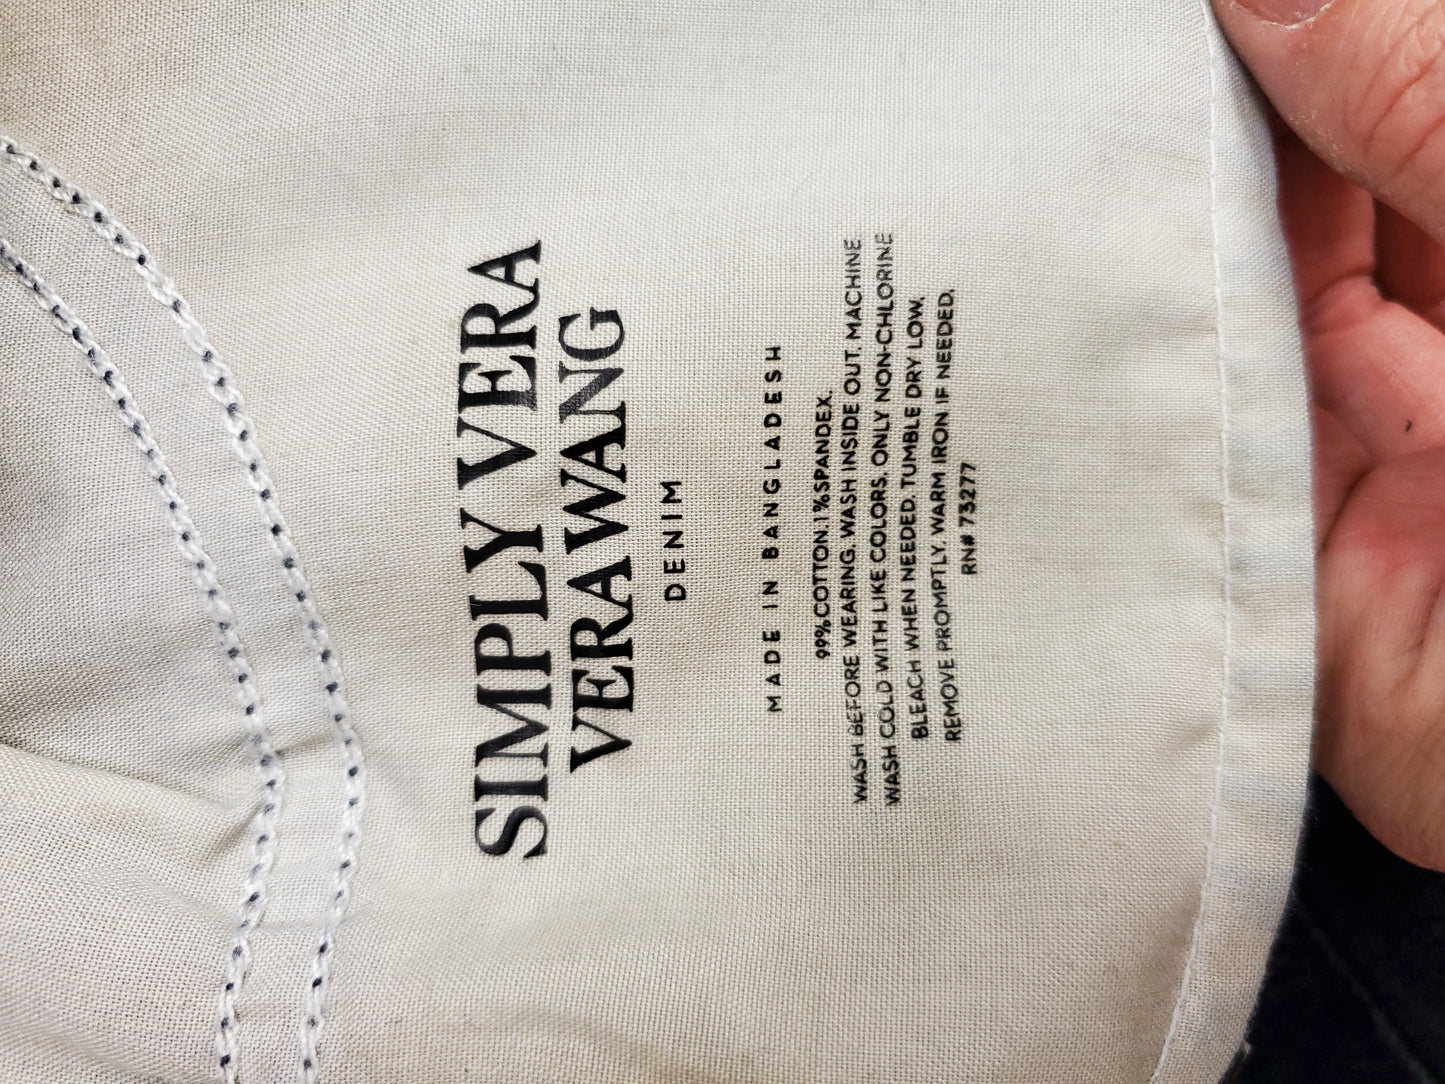 SIMPLY VERA
VERA WANG
DENIM
MADE IN BANGLADESH
99% COTTON. 1% SPANDEX.
WASH BEFORE WEARING. WASH INSIDE OUT. MACHINE
WASH COLD WITH LIKE COLORS. ONLY NON-CHLORINE
BLEACH WHEN NEEDED. TUMBLE DRY LOW.
REMOVE PROMPTLY. WARM IRON IF NEEDED.
RN# 73277